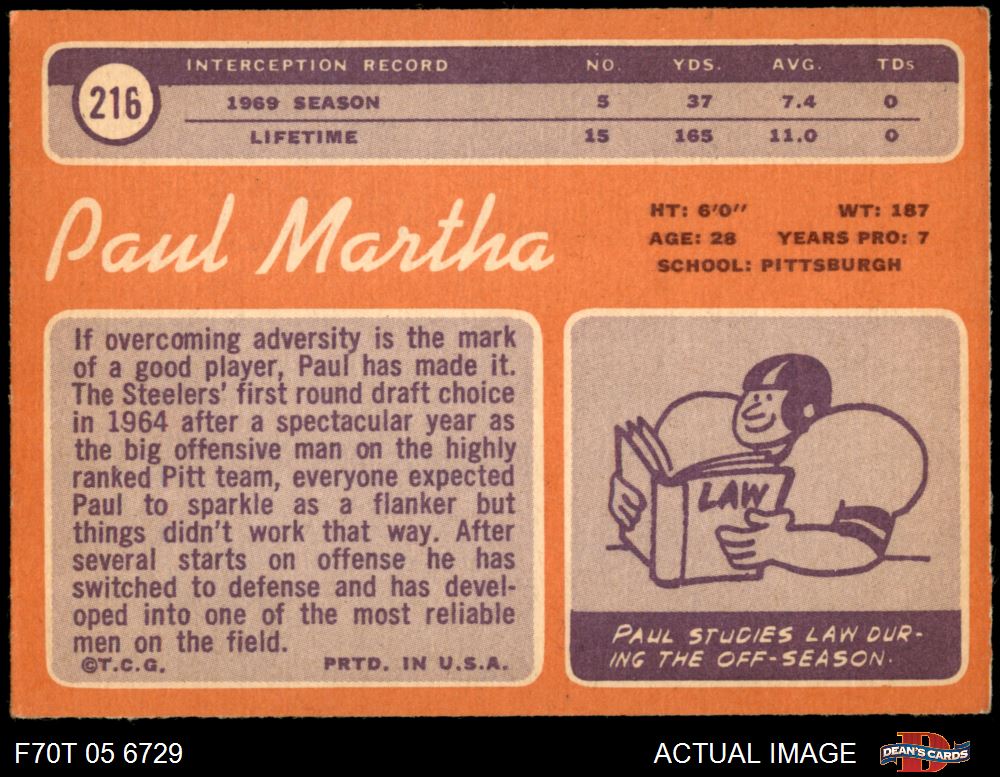 INTERCEPTION RECORD NO. YDS. AVG. TDs
216
1969 SEASON 5 37 7.4 0
LIFETIME 15 165 11.0 0
Paul Martha
HT: 6'0" WT: 187
AGE: 28 YEARS PRO: 7
SCHOOL: PITTSBURGH
If overcoming adversity is the mark
of a good player, Paul has made it.
The Steelers' first round draft choice
in 1964 after a spectacular year as
the big offensive man on the highly
ranked Pitt team, everyone expected
Paul to sparkle as a flanker but
things didn't work that way. After
several starts on offense he has
switched to defense and has devel-
oped into one of the most reliable
men on the field.
©T.C.G. PRTD. IN U.S.A.
LAW
PAUL STUDIES LAW DUR-
ING THE OFF-SEASON.
F70T 05 6729 ACTUAL IMAGE D DEAN'S CARDS